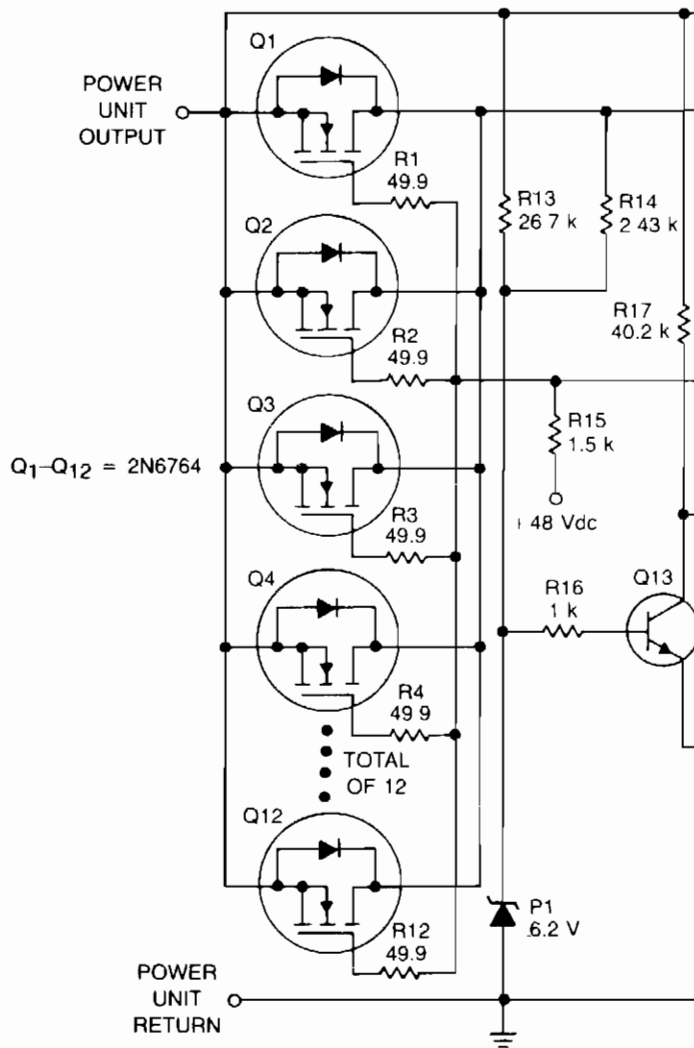 Q1
POWER
UNIT
OUTPUT
R1
49.9
R13
26.7 k
R14
2.43 k
Q2
R17
40.2 k
R2
49.9
Q3
R15
1.5 k
Q1–Q12 = 2N6764
48 Vdc
R3
49.9
Q4
R16
1 k
Q13
R4
49.9
TOTAL
OF 12
Q12
P1
6.2 V
R12
49.9
POWER
UNIT
RETURN